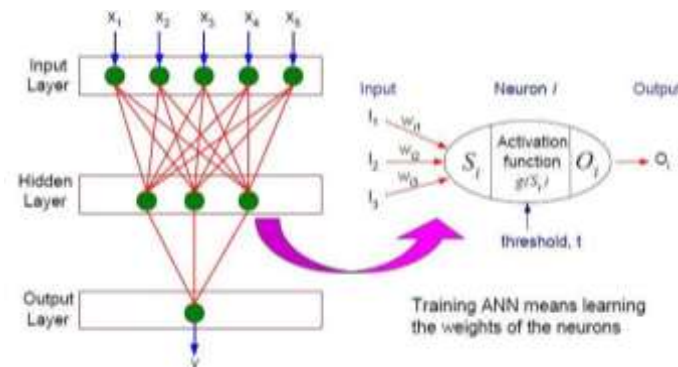 X1 X2 X3 X4 X5
Input
Layer
Hidden
Layer
Output
Layer
y
Input Neuron i Output
I1 wi1
I2 wi2
I3 wi3
Si
Activation
function
g(Si)
Oi
Oi
threshold, t
Training ANN means learning
the weights of the neurons